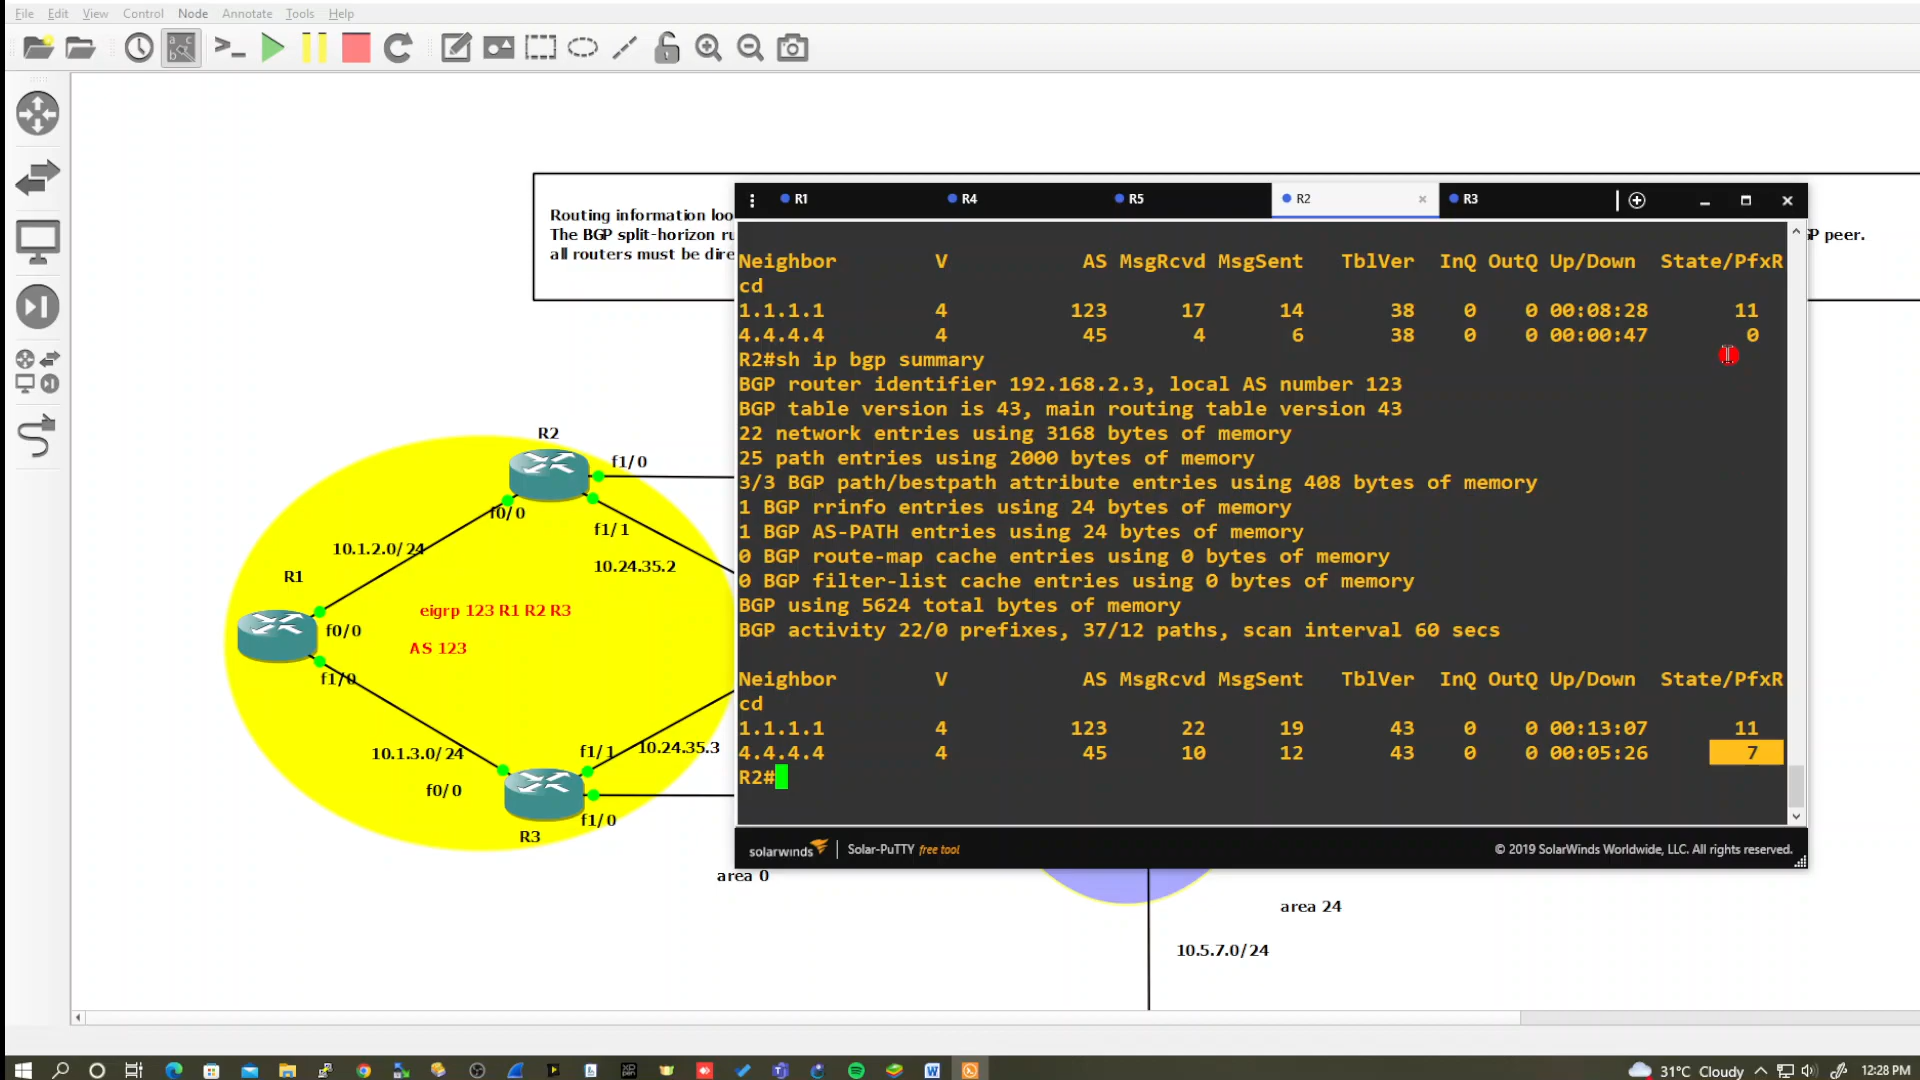 File Edit View Control Node Annotate Tools Help
Routing information loo
The BGP split-horizon ru
all routers must be dire
P peer.
R1 R4 R5 R2 × R3
Neighbor V AS MsgRcvd MsgSent TblVer InQ OutQ Up/Down State/PfxR
cd
1.1.1.1 4 123 17 14 38 0 0 00:08:28 11
4.4.4.4 4 45 4 6 38 0 0 00:00:47 0
R2#sh ip bgp summary
BGP router identifier 192.168.2.3, local AS number 123
BGP table version is 43, main routing table version 43
22 network entries using 3168 bytes of memory
25 path entries using 2000 bytes of memory
3/3 BGP path/bestpath attribute entries using 408 bytes of memory
1 BGP rrinfo entries using 24 bytes of memory
1 BGP AS-PATH entries using 24 bytes of memory
0 BGP route-map cache entries using 0 bytes of memory
0 BGP filter-list cache entries using 0 bytes of memory
BGP using 5624 total bytes of memory
BGP activity 22/0 prefixes, 37/12 paths, scan interval 60 secs
Neighbor V AS MsgRcvd MsgSent TblVer InQ OutQ Up/Down State/PfxR
cd
1.1.1.1 4 123 22 19 43 0 0 00:13:07 11
4.4.4.4 4 45 10 12 43 0 0 00:05:26 7
R2#
solarwinds Solar-PuTTY free tool
© 2019 SolarWinds Worldwide, LLC. All rights reserved.
R2
f1/0
f0/0
f1/1
10.1.2.0/24
10.24.35.2
R1
eigrp 123 R1 R2 R3
f0/0
AS 123
f1/0
10.1.3.0/24
f1/1
10.24.35.3
f0/0
f1/0
R3
area 0
area 24
10.5.7.0/24
31°C Cloudy
12:28 PM